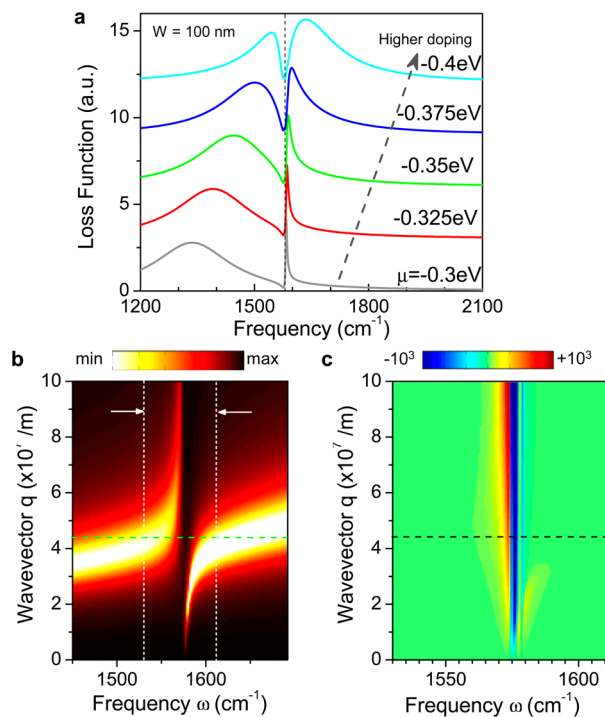 a
W = 100 nm
Higher doping
-0.4eV
-0.375eV
-0.35eV
-0.325eV
μ=-0.3eV
Loss Function (a.u.)
15
10
5
0
1200 1500 1800 2100
Frequency (cm⁻¹)
b
min max
Wavevector q (x10⁷ /m)
10
8
6
4
2
0
1500 1600
Frequency ω (cm⁻¹)
c
-10³ +10³
Wavevector q (x10⁷ /m)
10
8
6
4
2
0
1550 1600
Frequency ω (cm⁻¹)